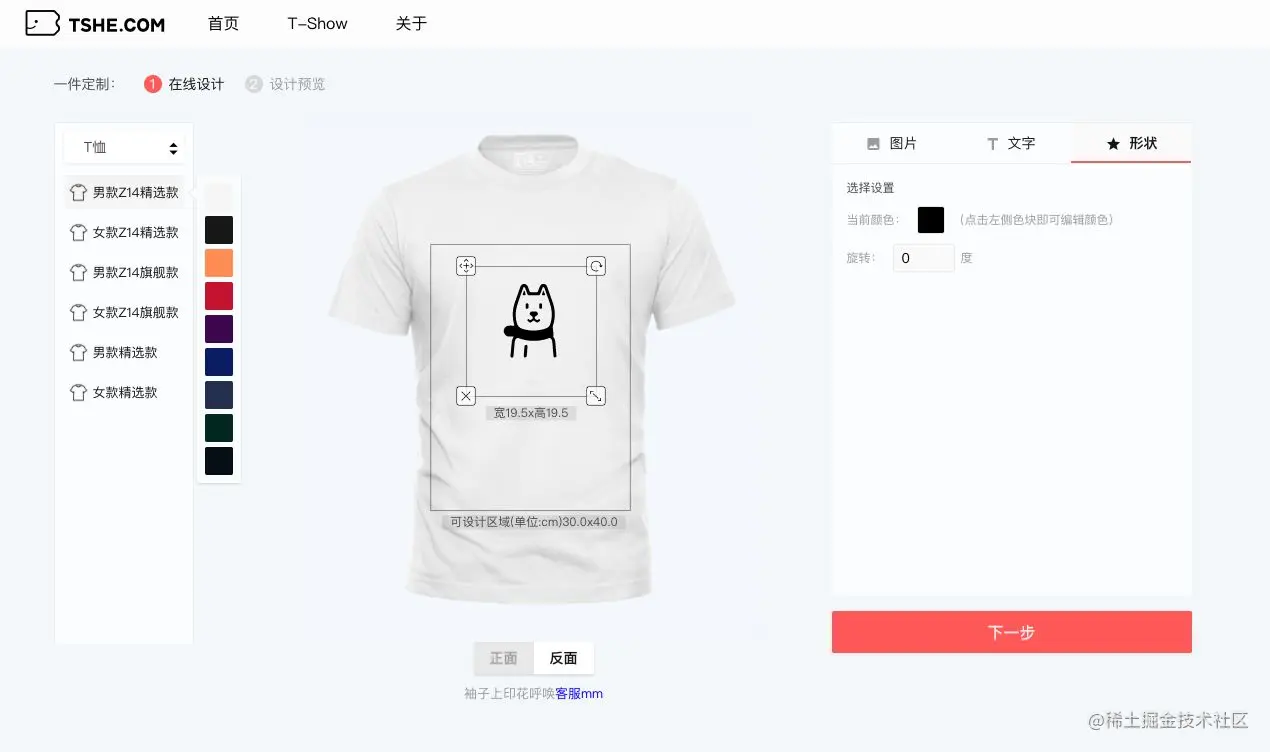 TSHE.COM 首页 T-Show 关于
一件定制： 1 在线设计 2 设计预览
T恤
男款Z14精选款
女款Z14精选款
男款Z14旗舰款
女款Z14旗舰款
男款精选款
女款精选款
宽19.5x高19.5
可设计区域(单位:cm)30.0x40.0
正面 反面
袖子上印花呼唤客服mm
图片 文字 形状
选择设置
当前颜色： (点击左侧色块即可编辑颜色)
旋转： 0 度
下一步
@稀土掘金技术社区